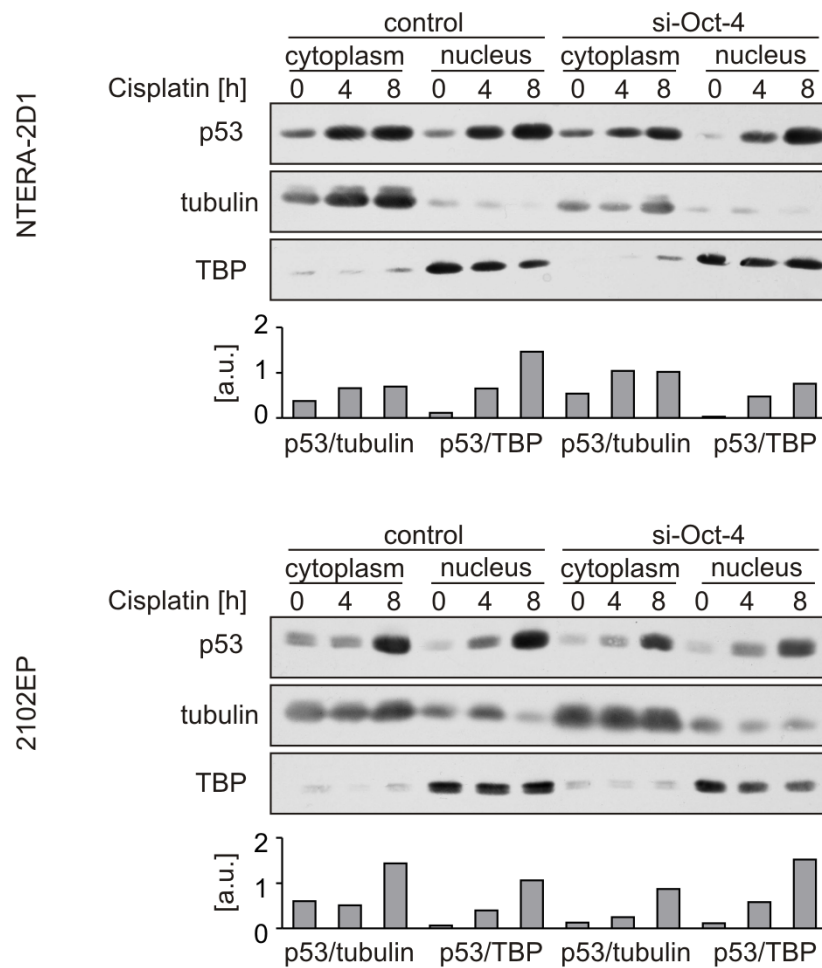 control si-Oct-4
cytoplasm nucleus cytoplasm nucleus
Cisplatin [h] 0 4 8 0 4 8 0 4 8 0 4 8
NTERA-2D1
p53
tubulin
TBP
2
1
0
[a.u.]
p53/tubulin p53/TBP p53/tubulin p53/TBP
control si-Oct-4
cytoplasm nucleus cytoplasm nucleus
Cisplatin [h] 0 4 8 0 4 8 0 4 8 0 4 8
2102EP
p53
tubulin
TBP
2
1
0
[a.u.]
p53/tubulin p53/TBP p53/tubulin p53/TBP